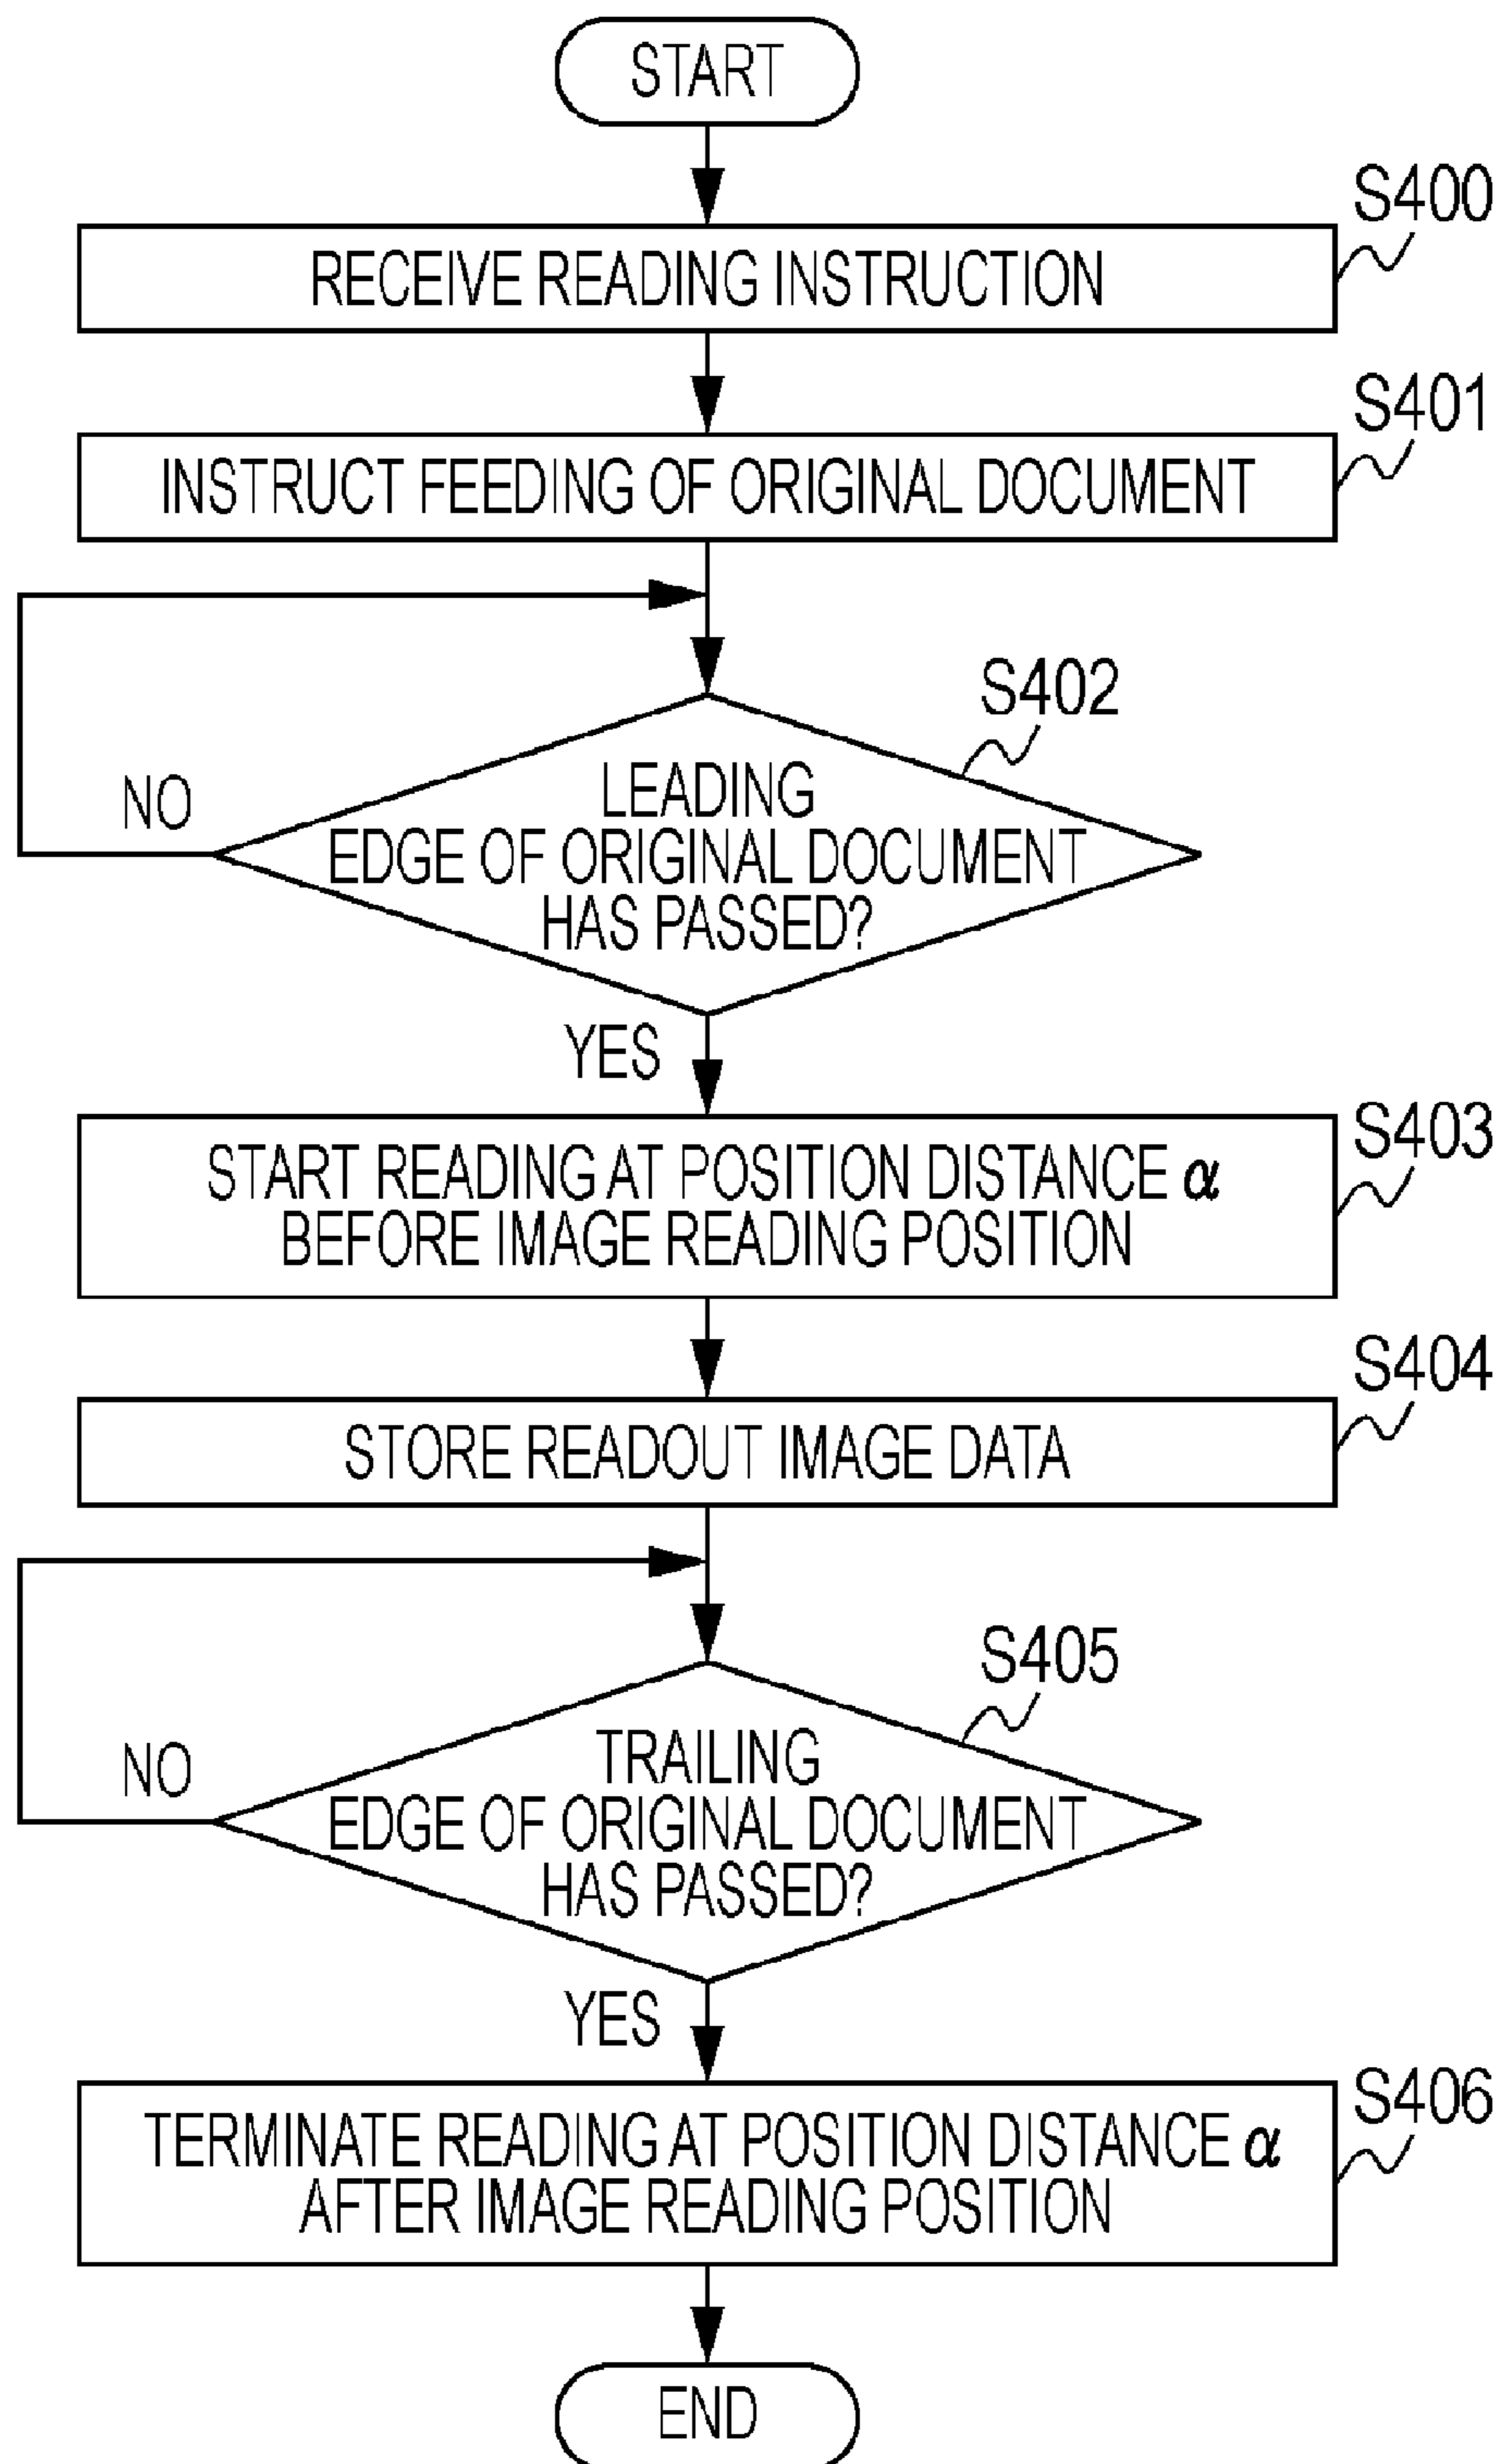 START
S400
RECEIVE READING INSTRUCTION
S401
INSTRUCT FEEDING OF ORIGINAL DOCUMENT
S402
NO
LEADING
EDGE OF ORIGINAL DOCUMENT
HAS PASSED?
YES
S403
START READING AT POSITION DISTANCE α
BEFORE IMAGE READING POSITION
S404
STORE READOUT IMAGE DATA
S405
NO
TRAILING
EDGE OF ORIGINAL DOCUMENT
HAS PASSED?
YES
S406
TERMINATE READING AT POSITION DISTANCE α
AFTER IMAGE READING POSITION
END